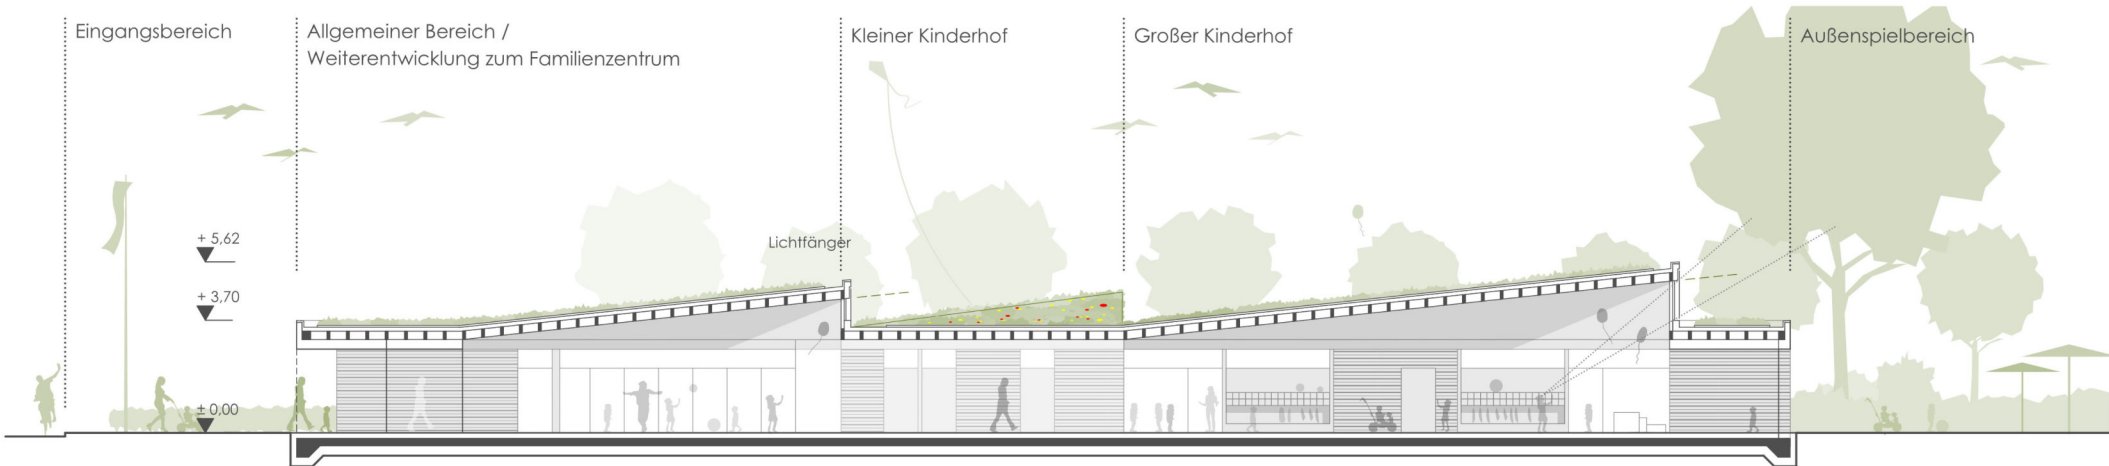 Eingangsbereich
Allgemeiner Bereich /
Weiterentwicklung zum Familienzentrum
Kleiner Kinderhof
Großer Kinderhof
Außenspielbereich
+ 5,62
Lichtfänger
+ 3,70
± 0,00